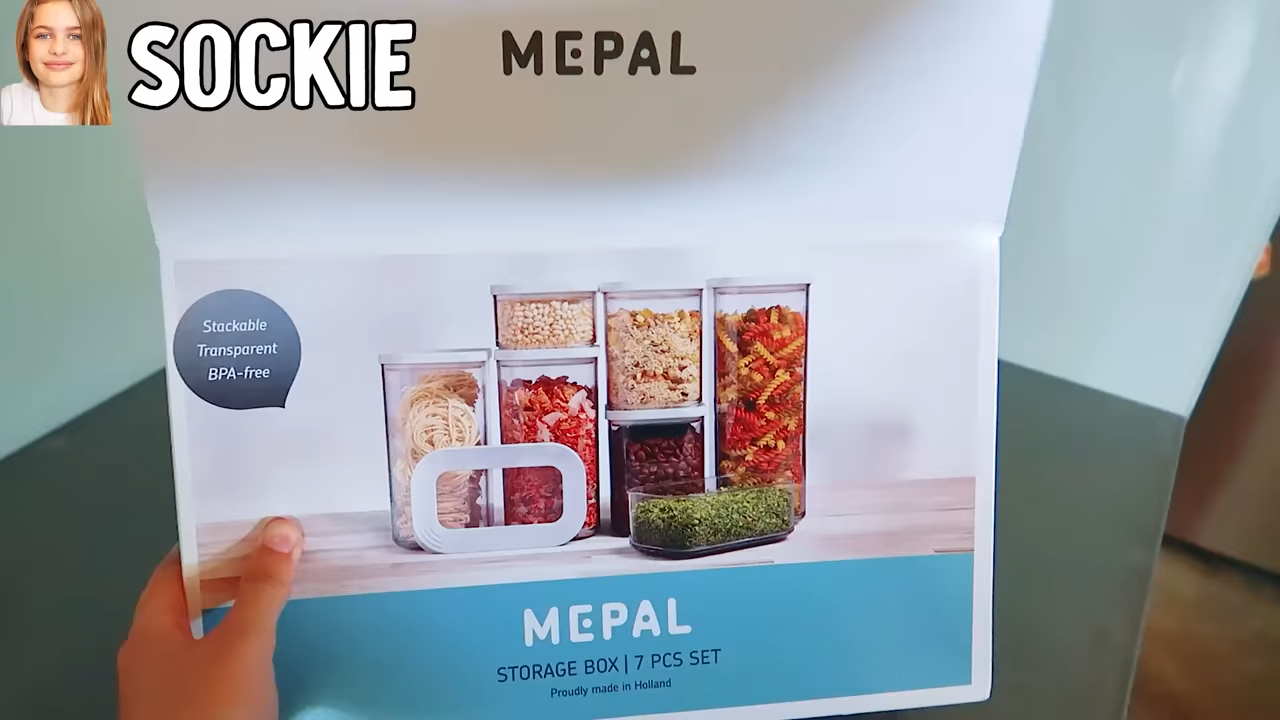 SOCKIE
MEPAL
Stackable
Transparent
BPA-free
MEPAL
STORAGE BOX | 7 PCS SET
Proudly made in Holland